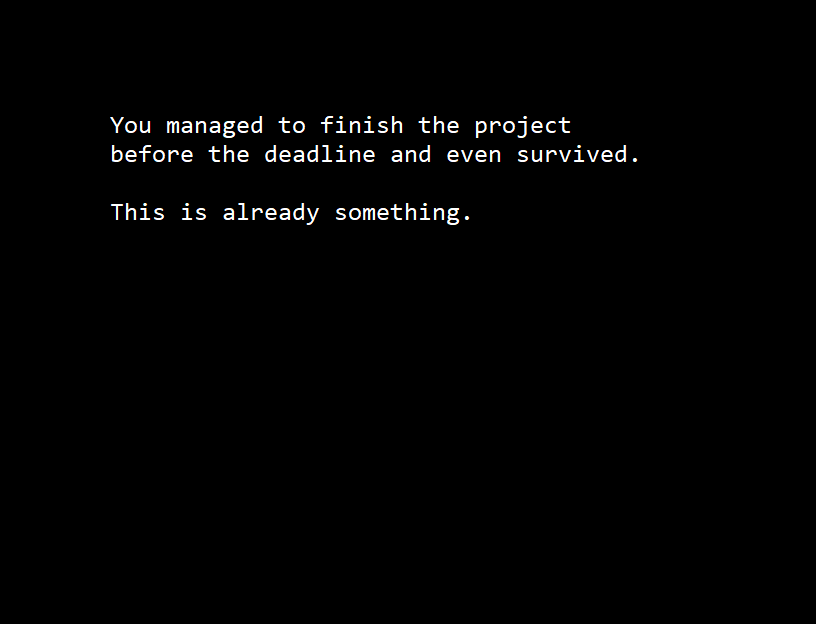 You managed to finish the project
before the deadline and even survived.
This is already something.